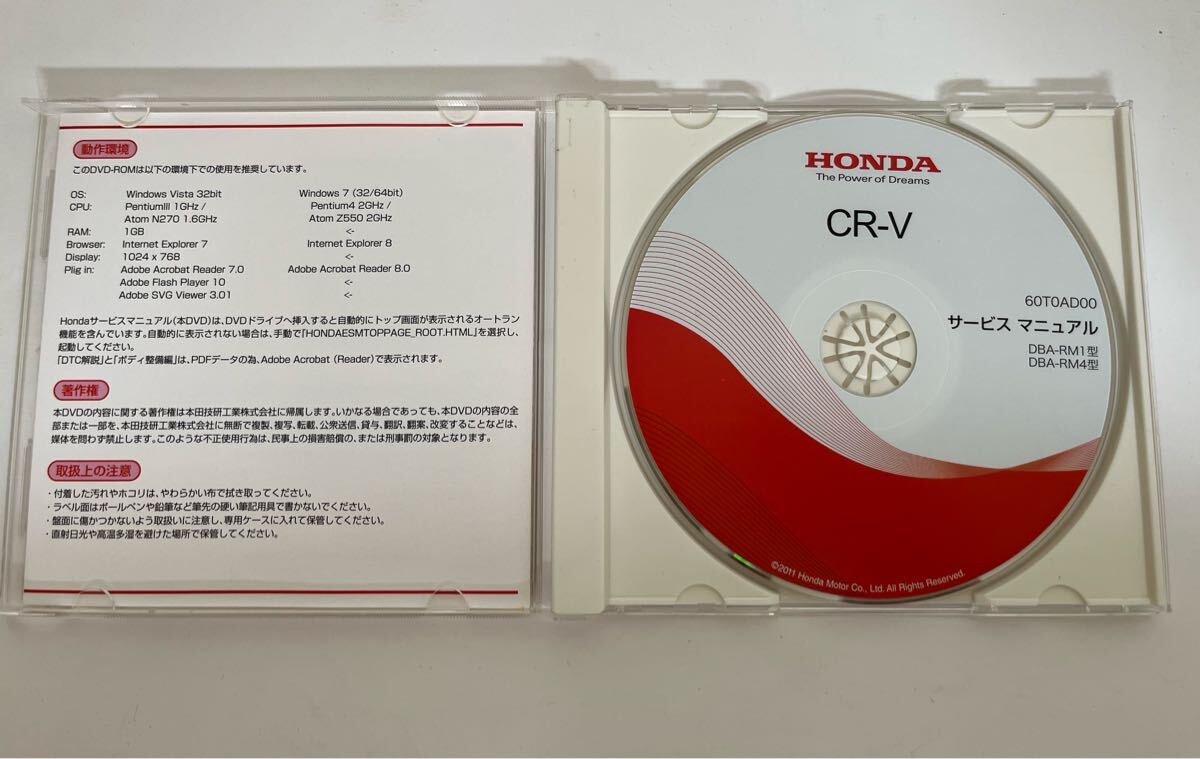 動作環境
このDVD-ROMは以下の環境下での使用を推奨しています。
OS: Windows Vista 32bit Windows 7 (32/64bit)
CPU: PentiumIII 1GHz / Pentium4 2GHz /
Atom N270 1.6GHz Atom Z550 2GHz
RAM: 1GB <-
Browser: Internet Explorer 7 Internet Explorer 8
Display: 1024 x 768 <-
Plig in: Adobe Acrobat Reader 7.0 Adobe Acrobat Reader 8.0
Adobe Flash Player 10 <-
Adobe SVG Viewer 3.01 <-
Hondaサービスマニュアル(本DVD)は、DVDドライブへ挿入すると自動的にトップ画面が表示されるオートラン
機能を含んでいます。自動的に表示されない場合は、手動で「HONDAESMTOPPAGE_ROOT.HTML」を選択し、
起動してください。
「DTC解説」と「ボディ整備編」は、PDFデータの為、Adobe Acrobat (Reader)で表示されます。
著作権
本DVDの内容に関する著作権は本田技研工業株式会社に帰属します。いかなる場合であっても、本DVDの内容の全
部または一部を、本田技研工業株式会社に無断で複製、複写、転載、公衆送信、貸与、翻訳、翻案、改変することなどは、
媒体を問わず禁止します。このような不正使用行為は、民事上の損害賠償の、または刑事罰の対象となります。
取扱上の注意
・付着した汚れやホコリは、やわらかい布で拭き取ってください。
・ラベル面はボールペンや鉛筆など筆先の硬い筆記用具で書かないでください。
・盤面に傷がつかないよう取扱いに注意し、専用ケースに入れて保管してください。
・直射日光や高温多湿を避けた場所で保管してください。
HONDA
The Power of Dreams
CR-V
60T0AD00
サービス マニュアル
DBA-RM1型
DBA-RM4型
©2011 Honda Motor Co., Ltd. All Rights Reserved.